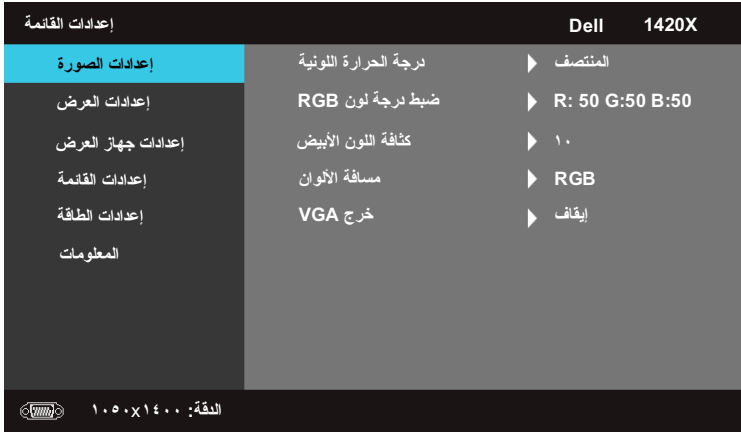 إعدادات القائمة
Dell 1420X
إعدادات الصورة
إعدادات العرض
إعدادات جهاز العرض
إعدادات القائمة
إعدادات الطاقة
المعلومات
درجة الحرارة اللونية المنتصف
ضبط درجة لون RGB R: 50 G:50 B:50
كثافة اللون الأبيض ١٠
مسافة الألوان RGB
خرج VGA إيقاف
الدقة: ١٤٠٠x١٠٥٠